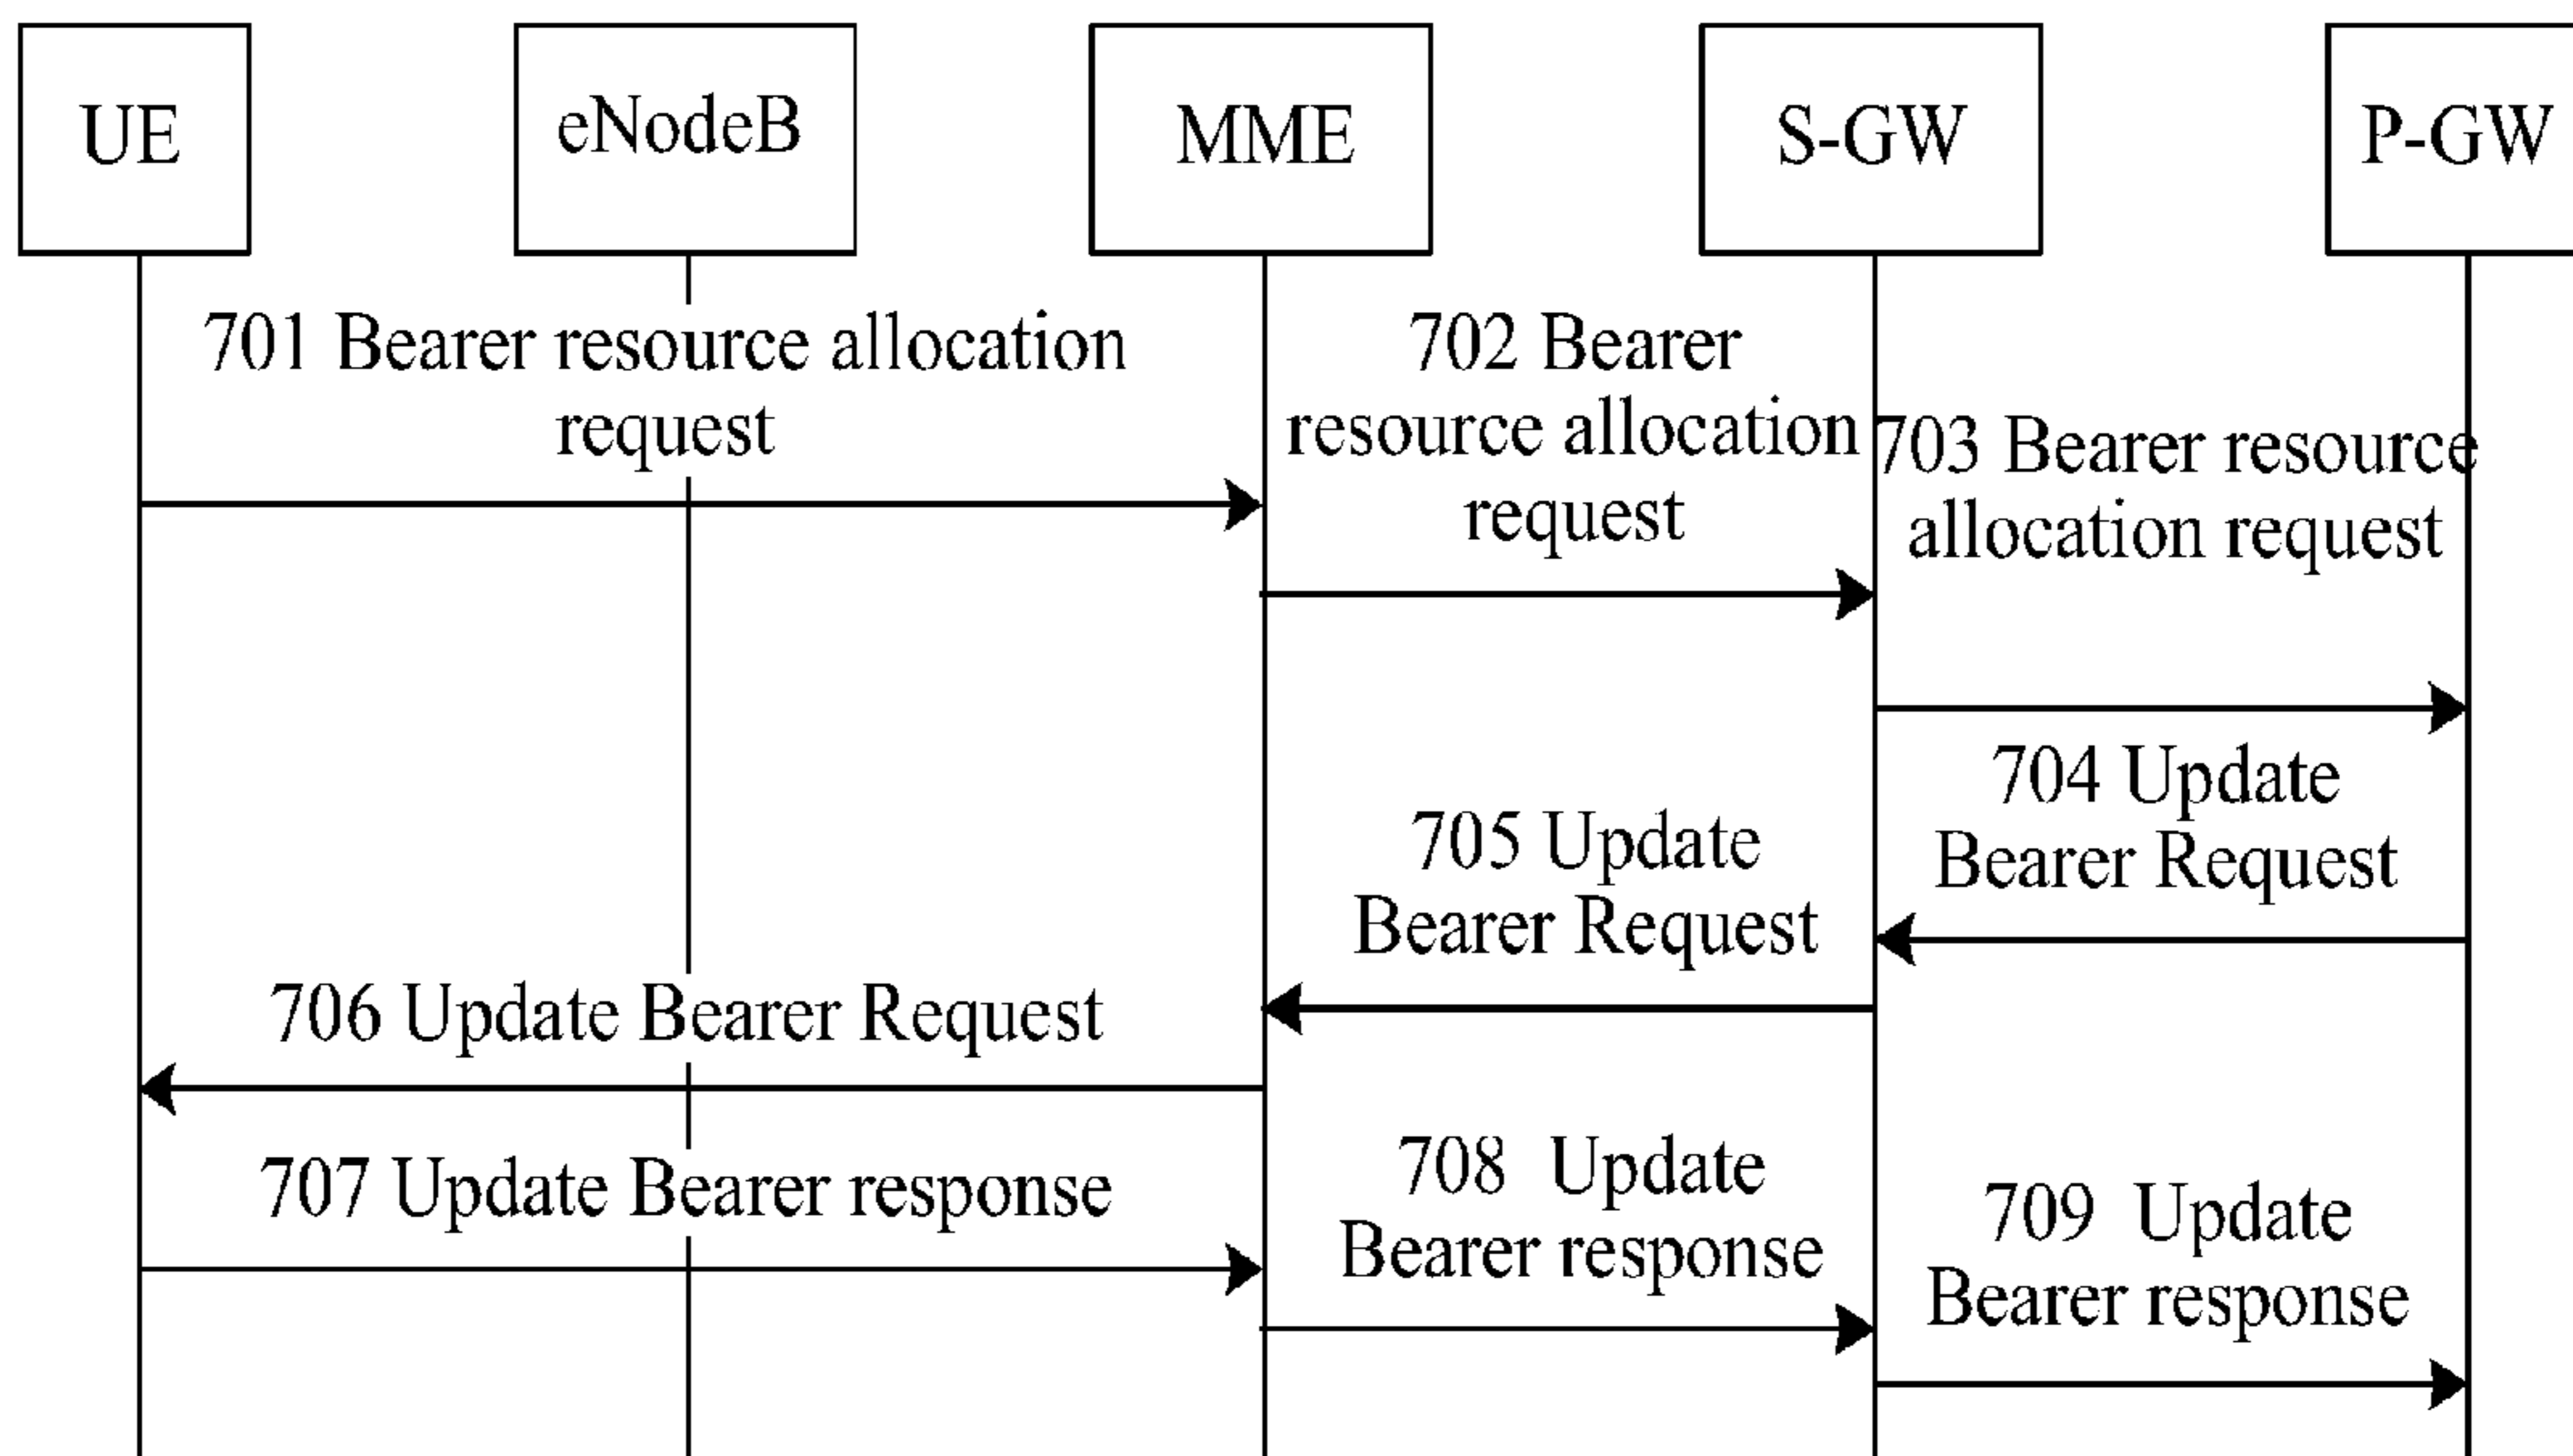 UE
eNodeB
MME
S-GW
P-GW
701 Bearer resource allocation
request
702 Bearer
resource allocation
request
703 Bearer resource
allocation request
704 Update
Bearer Request
705 Update
Bearer Request
706 Update Bearer Request
707 Update Bearer response
708 Update
Bearer response
709 Update
Bearer response